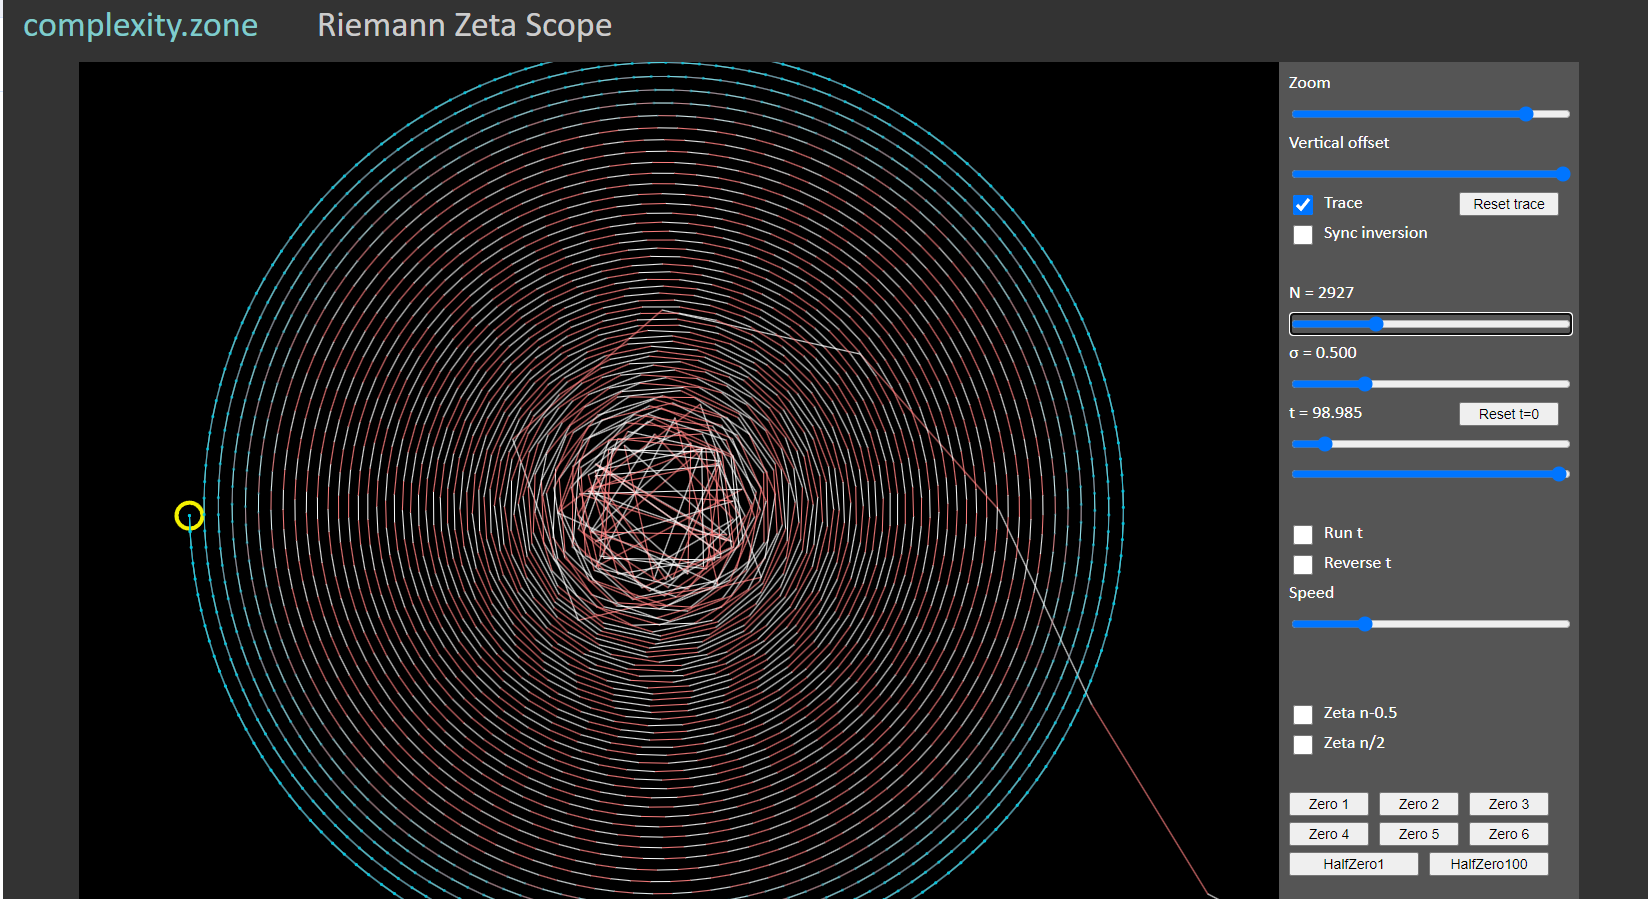 complexity.zone Riemann Zeta Scope
Zoom
Vertical offset
Trace Reset trace
Sync inversion
N = 2927
σ = 0.500
t = 98.985 Reset t=0
Run t
Reverse t
Speed
Zeta n-0.5
Zeta n/2
Zero 1 Zero 2 Zero 3
Zero 4 Zero 5 Zero 6
HalfZero1 HalfZero100